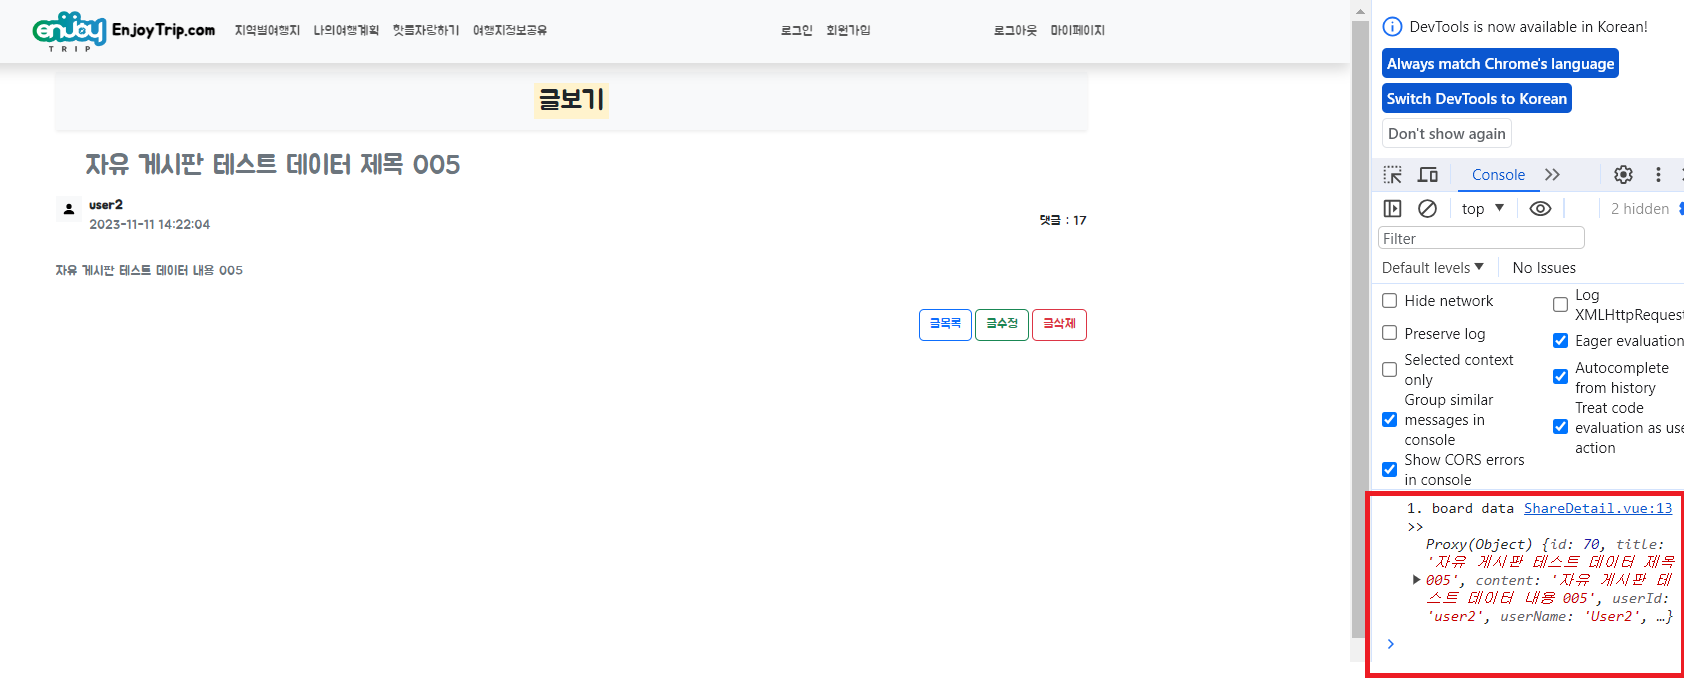 enjoy
TRIP
EnjoyTrip.com 지역별여행지 나의여행계획 핫플자랑하기 여행지정보공유 로그인 회원가입 로그아웃 마이페이지
글보기
자유 게시판 테스트 데이터 제목 005
user2
2023-11-11 14:22:04
댓글 : 17
자유 게시판 테스트 데이터 내용 005
글목록 글수정 글삭제
DevTools is now available in Korean!
Always match Chrome's language
Switch DevTools to Korean
Don't show again
Console
top
2 hidden
Filter
Default levels No Issues
Hide network
Preserve log
Selected context
only
Group similar
messages in
console
Show CORS errors
in console
Log
XMLHttpRequest
Eager evaluation
Autocomplete
from history
Treat code
evaluation as use
action
1. board data ShareDetail.vue:13
>>
Proxy(Object) {id: 70, title:
'자유 게시판 테스트 데이터 제목
005', content: '자유 게시판 테
스트 데이터 내용 005', userId:
'user2', userName: 'User2', …}